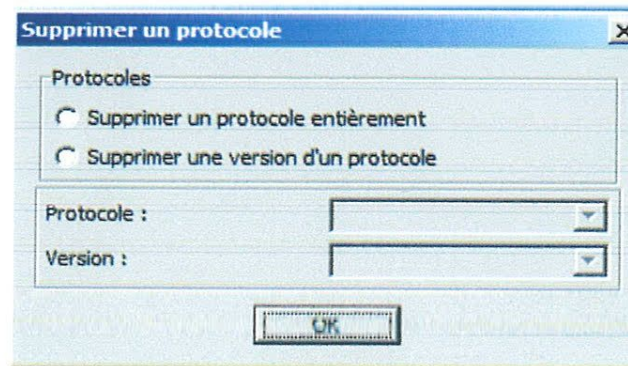 Supprimer un protocole
Protocoles
Supprimer un protocole entièrement
Supprimer une version d'un protocole
Protocole :
Version :
OK